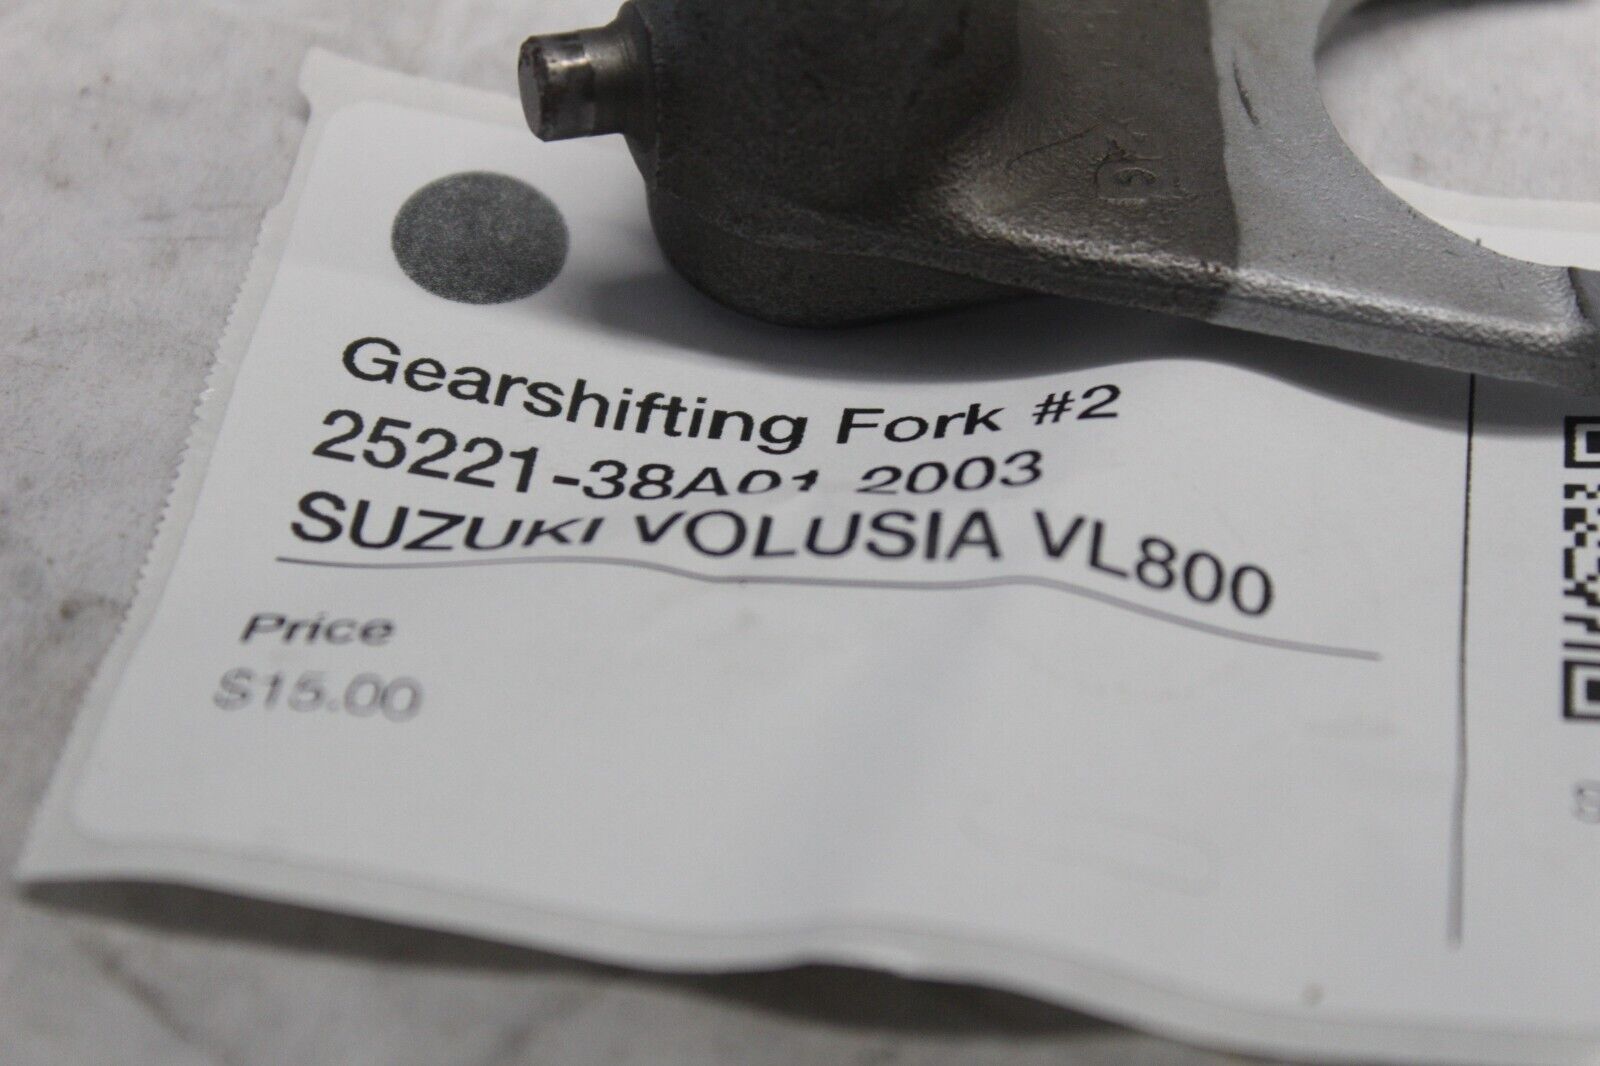 Gearshifting Fork #2
25221-38A01 2003
SUZUKI VOLUSIA VL800
Price
$15.00